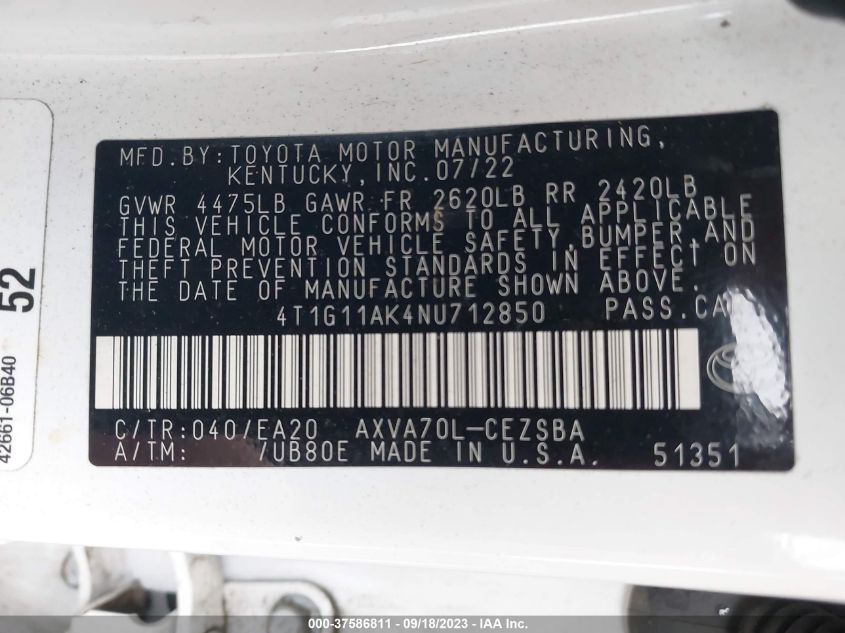 MFD.BY:TOYOTA MOTOR MANUFACTURING,
KENTUCKY,INC.07/22
GVWR 4475LB GAWR FR 2620LB RR 2420LB
THIS VEHICLE CONFORMS TO ALL APPLICABLE
FEDERAL MOTOR VEHICLE SAFETY,BUMPER,AND
THEFT PREVENTION STANDARDS IN EFFECT ON
THE DATE OF MANUFACTURE SHOWN ABOVE.
4T1G11AK4NU712850 PASS.CAR
C/TR:040/EA20 AXVA70L-CEZSBA
A/TM: /UB80E MADE IN U.S.A. 51351
52
42661-06B40
000-37586811 - 09/18/2023 - IAA Inc.